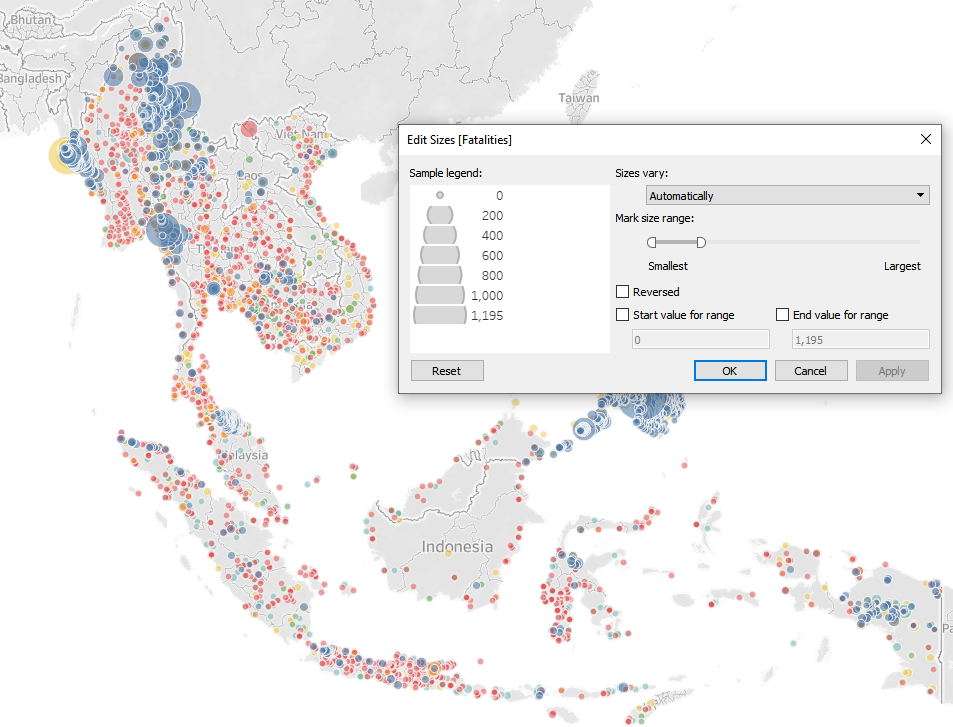 Bhutan
Bangladesh
Taiwan
Viet Nam
Laos
Edit Sizes [Fatalities]
Sample legend:
0
200
400
600
800
1,000
1,195
Reset
Sizes vary:
Automatically
Mark size range:
Smallest
Largest
Reversed
Start value for range
End value for range
0
1,195
OK
Cancel
Apply
Malaysia
Indonesia